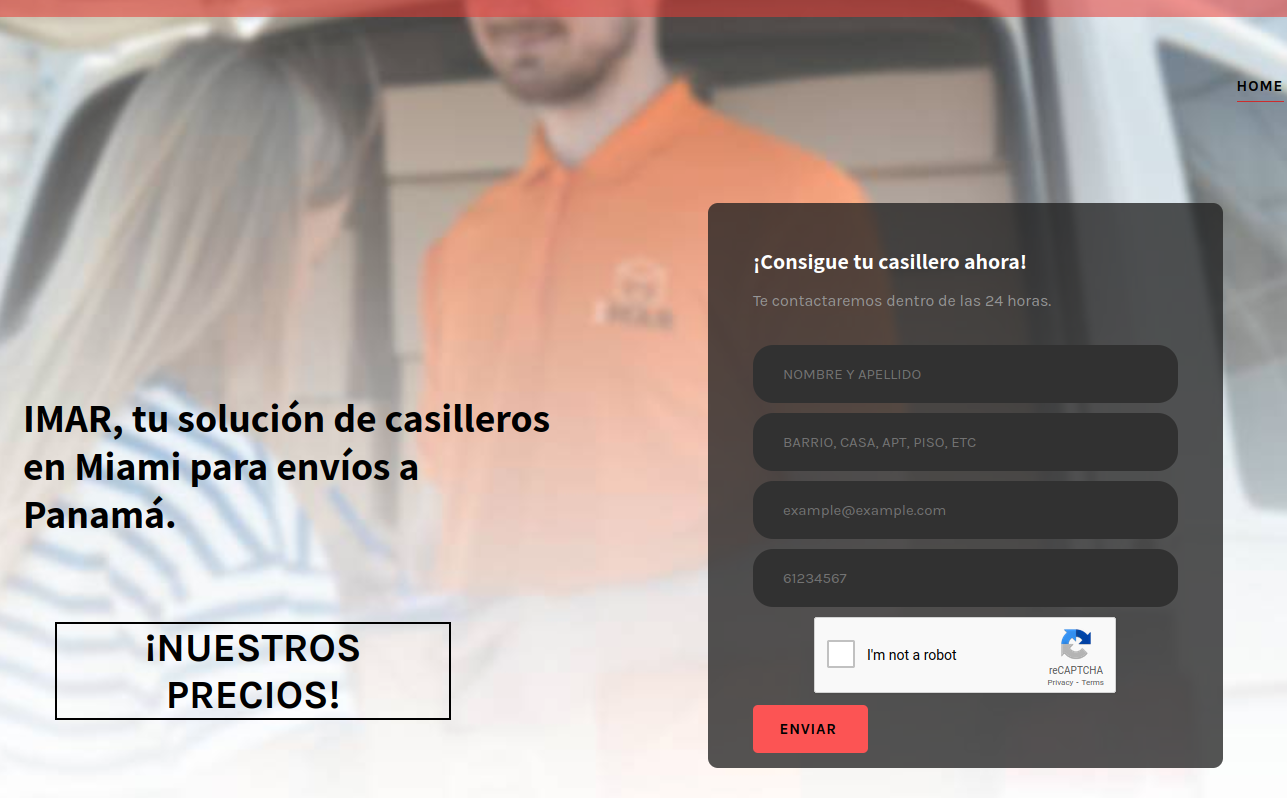 HOME
¡Consigue tu casillero ahora!
Te contactaremos dentro de las 24 horas.
NOMBRE Y APELLIDO
BARRIO, CASA, APT, PISO, ETC
example@example.com
61234567
I'm not a robot
reCAPTCHA
Privacy - Terms
ENVIAR
IMAR, tu solución de casilleros
en Miami para envíos a
Panamá.
¡NUESTROS
PRECIOS!